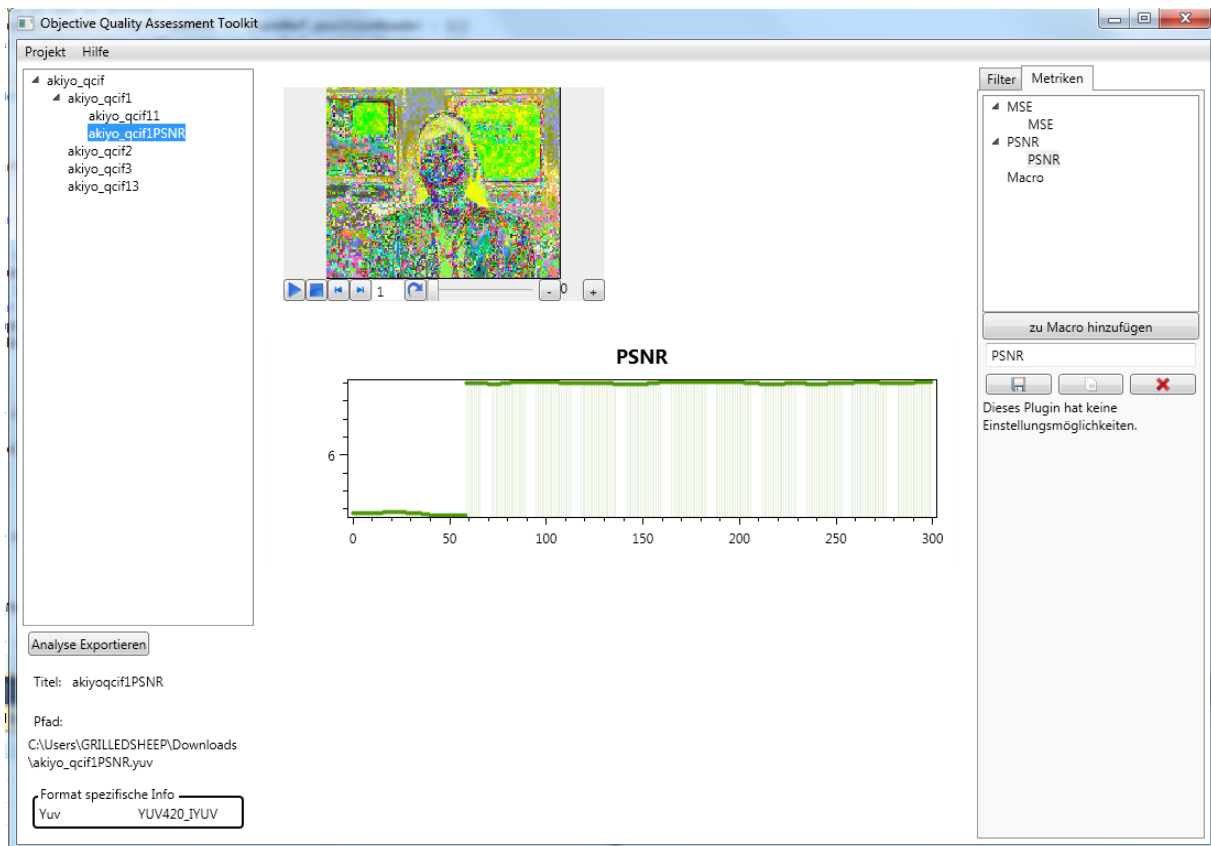 Objective Quality Assessment Toolkit
Projekt Hilfe
akiyo_qcif
akiyo_qcif1
akiyo_qcif11
akiyo_qcif1PSNR
akiyo_qcif2
akiyo_qcif3
akiyo_qcif13
1
- 0 +
PSNR
6
0 50 100 150 200 250 300
Filter Metriken
MSE
MSE
PSNR
PSNR
Macro
zu Macro hinzufügen
PSNR
Dieses Plugin hat keine
Einstellungsmöglichkeiten.
Analyse Exportieren
Titel: akiyoqcif1PSNR
Pfad:
C:\Users\GRILLEDSHEEP\Downloads
\akiyo_qcif1PSNR.yuv
Format spezifische Info
Yuv YUV420_IYUV